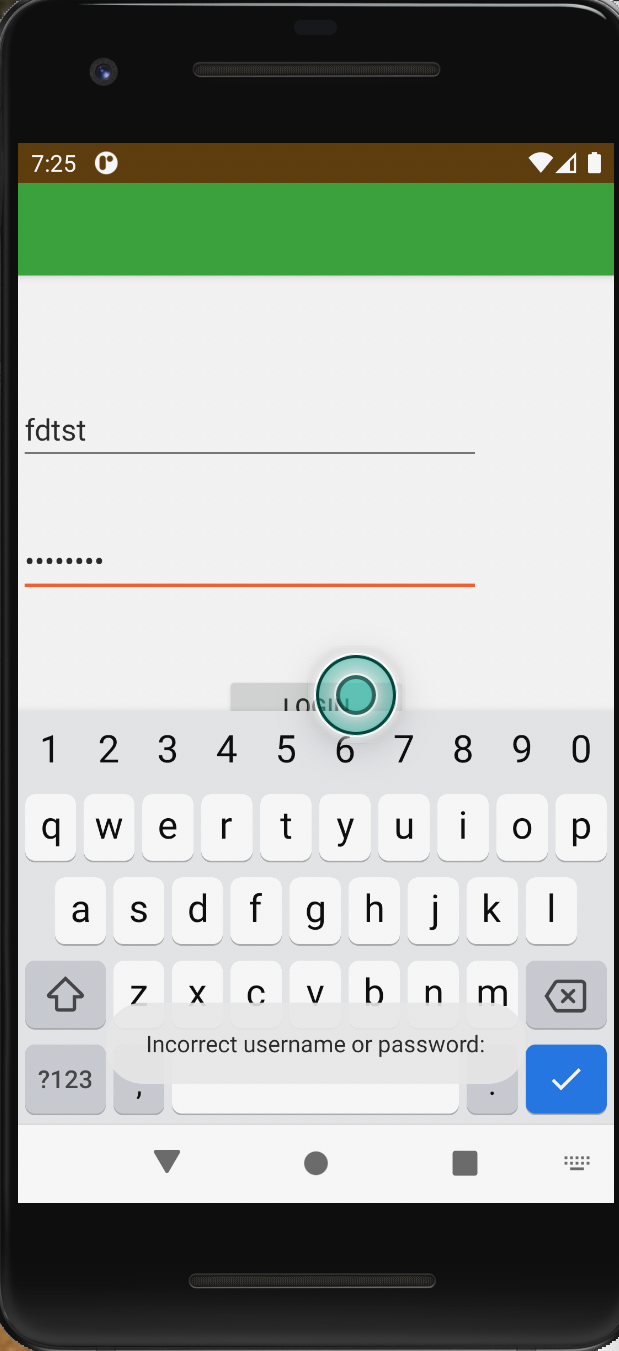 7:25
fdtst
••••••••
LOGIN
1 2 3 4 5 6 7 8 9 0
q w e r t y u i o p
a s d f g h j k l
z x c v b n m
Incorrect username or password:
?123 , .